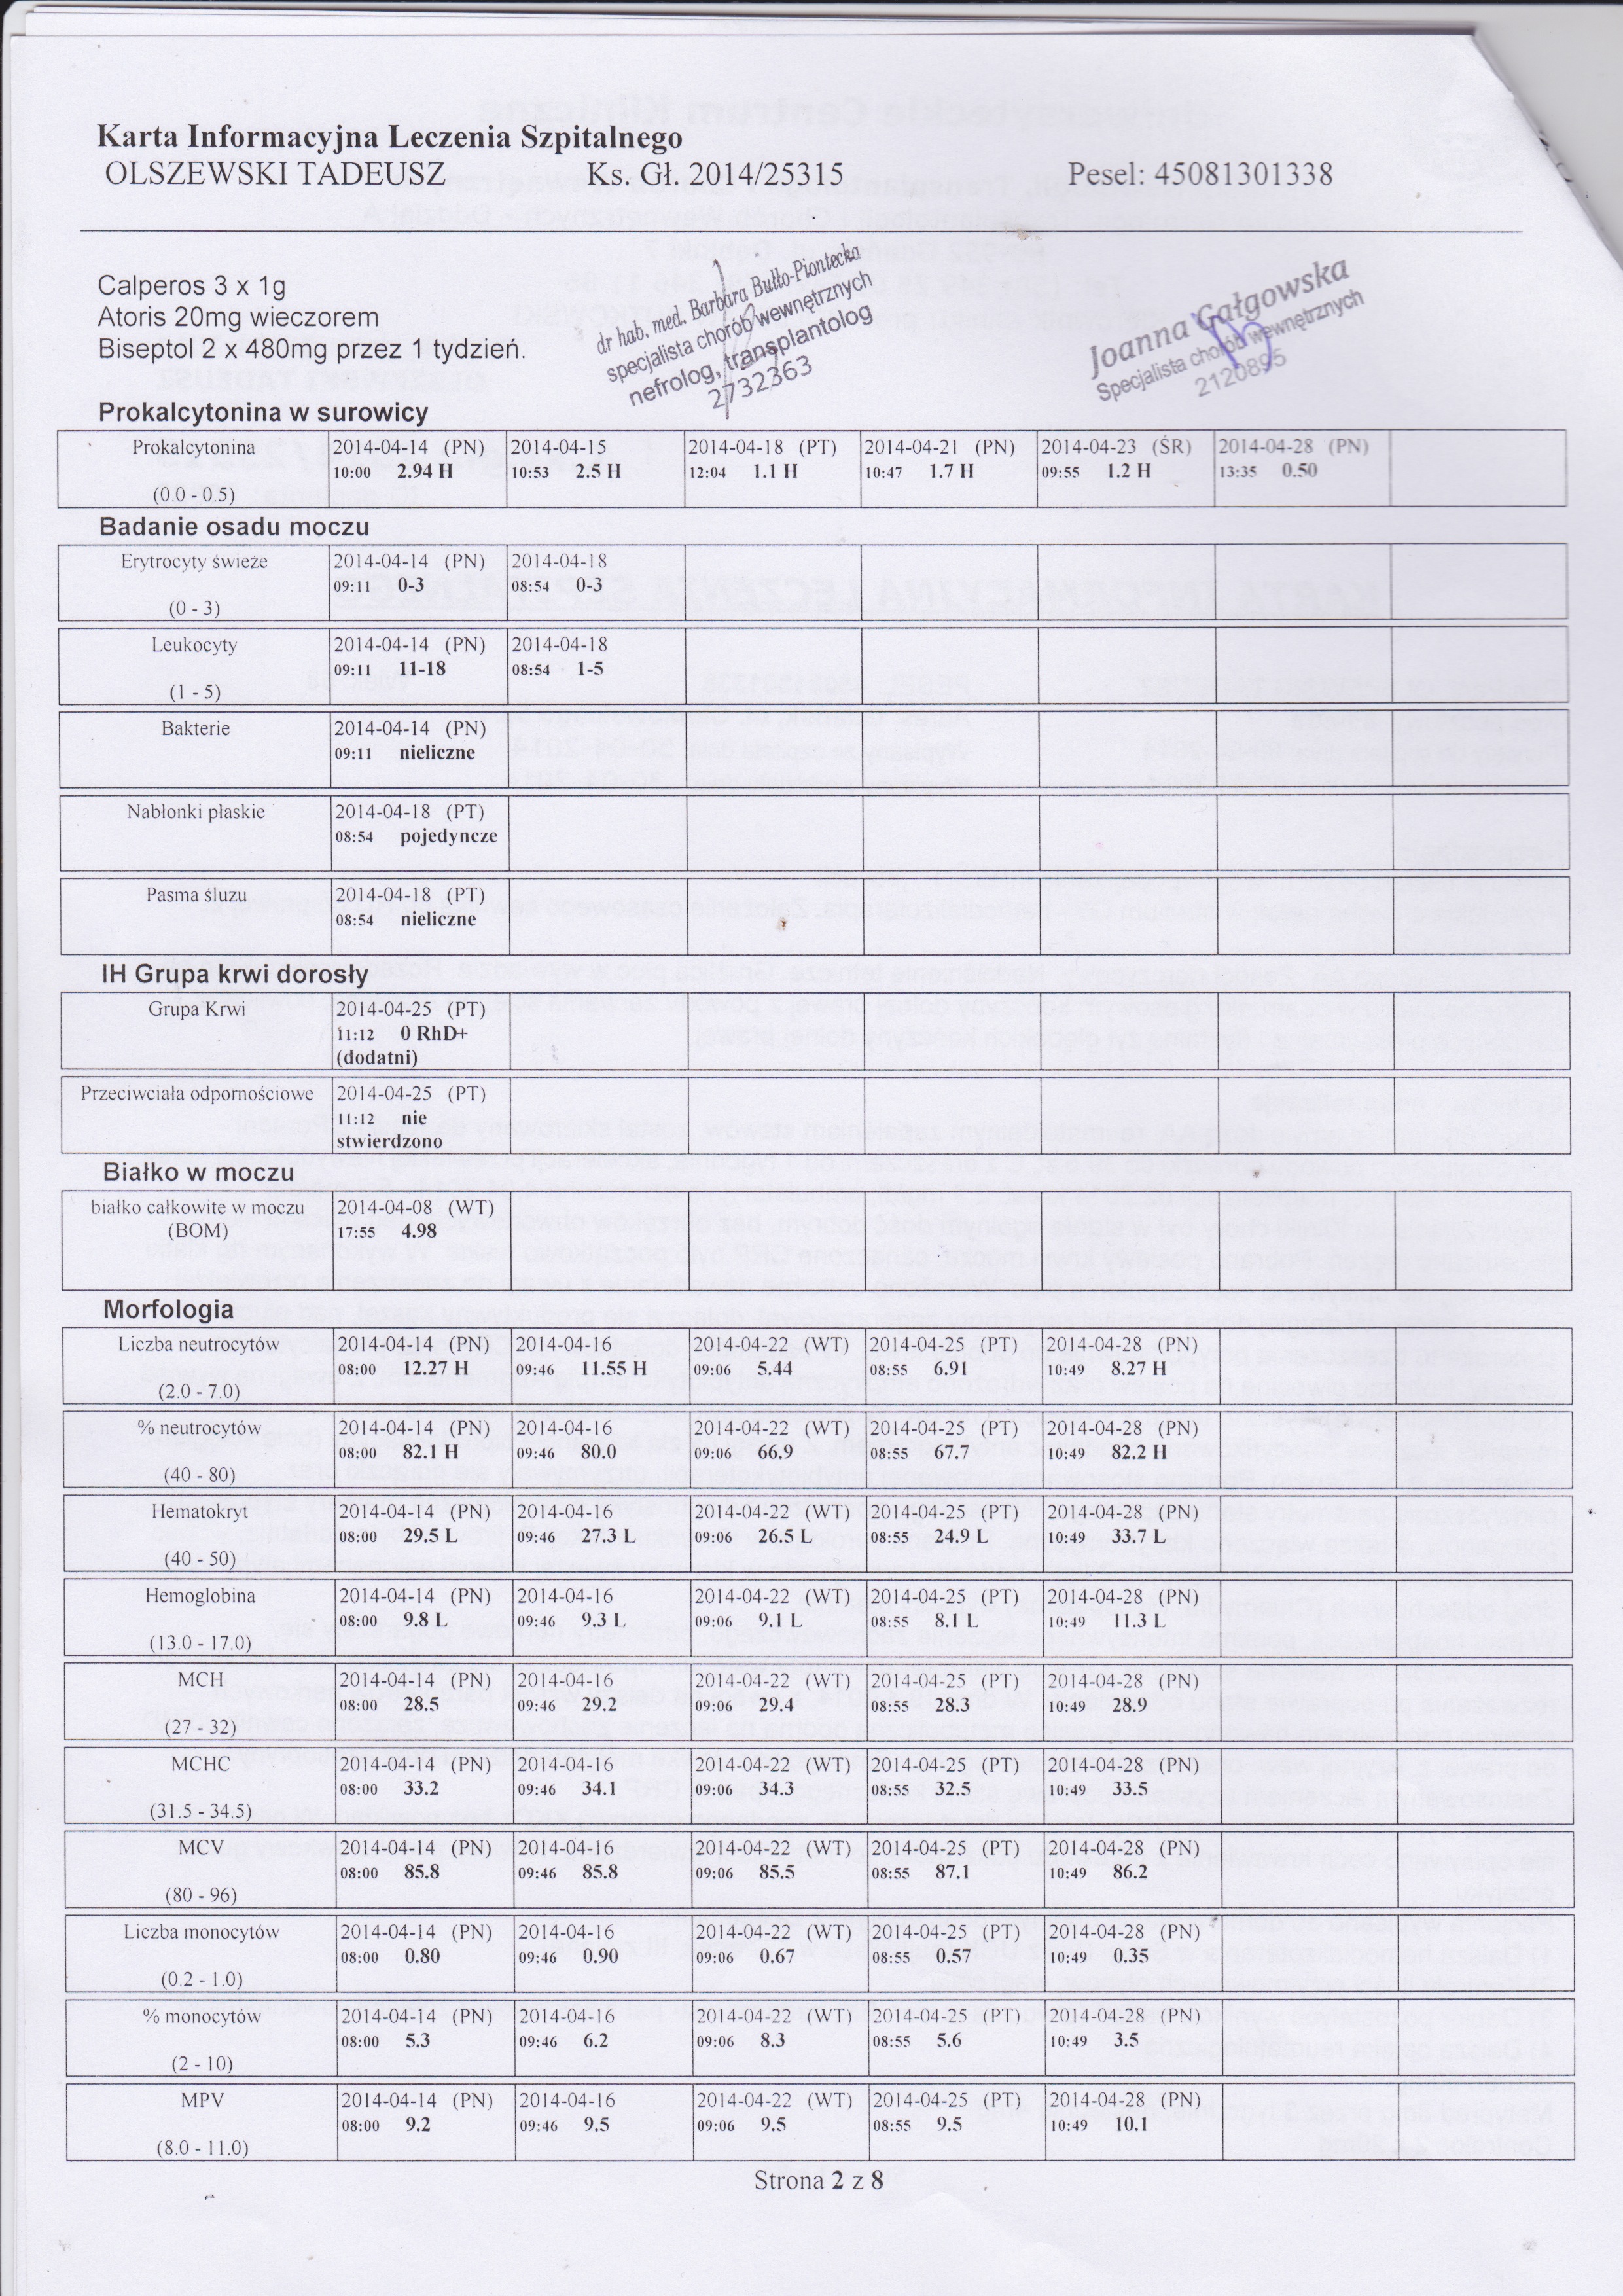 Karta Informacyjna Leczenia Szpitalnego
OLSZEWSKI TADEUSZ Ks. Gł. 2014/25315 Pesel: 45081301338
Calperos 3 x 1g
Atoris 20mg wieczorem
Biseptol 2 x 480mg przez 1 tydzień.
dr hab. med. Barbara Bułło-Piontecka
specjalista chorób wewnętrznych
nefrolog, transplantolog
2732363
Joanna Gałgowska
Specjalista chorób wewnętrznych
2120895
Prokalcytonina w surowicy
Prokalcytonina 2014-04-14 (PN) 2014-04-15 2014-04-18 (PT) 2014-04-21 (PN) 2014-04-23 (ŚR) 2014-04-28 (PN)
10:00 2.94 H 10:53 2.5 H 12:04 1.1 H 10:47 1.7 H 09:55 1.2 H 13:35 0.50
(0.0 - 0.5)
Badanie osadu moczu
Erytrocyty świeże 2014-04-14 (PN) 2014-04-18
09:11 0-3 08:54 0-3
(0 - 3)
Leukocyty 2014-04-14 (PN) 2014-04-18
09:11 11-18 08:54 1-5
(1 - 5)
Bakterie 2014-04-14 (PN)
09:11 nieliczne
Nabłonki płaskie 2014-04-18 (PT)
08:54 pojedyncze
Pasma śluzu 2014-04-18 (PT)
08:54 nieliczne
IH Grupa krwi dorosły
Grupa Krwi 2014-04-25 (PT)
11:12 0 RhD+
(dodatni)
Przeciwciała odpornościowe 2014-04-25 (PT)
11:12 nie
stwierdzono
Białko w moczu
białko całkowite w moczu 2014-04-08 (WT)
(BOM) 17:55 4.98
Morfologia
Liczba neutrocytów 2014-04-14 (PN) 2014-04-16 2014-04-22 (WT) 2014-04-25 (PT) 2014-04-28 (PN)
08:00 12.27 H 09:46 11.55 H 09:06 5.44 08:55 6.91 10:49 8.27 H
(2.0 - 7.0)
% neutrocytów 2014-04-14 (PN) 2014-04-16 2014-04-22 (WT) 2014-04-25 (PT) 2014-04-28 (PN)
08:00 82.1 H 09:46 80.0 09:06 66.9 08:55 67.7 10:49 82.2 H
(40 - 80)
Hematokryt 2014-04-14 (PN) 2014-04-16 2014-04-22 (WT) 2014-04-25 (PT) 2014-04-28 (PN)
08:00 29.5 L 09:46 27.3 L 09:06 26.5 L 08:55 24.9 L 10:49 33.7 L
(40 - 50)
Hemoglobina 2014-04-14 (PN) 2014-04-16 2014-04-22 (WT) 2014-04-25 (PT) 2014-04-28 (PN)
08:00 9.8 L 09:46 9.3 L 09:06 9.1 L 08:55 8.1 L 10:49 11.3 L
(13.0 - 17.0)
MCH 2014-04-14 (PN) 2014-04-16 2014-04-22 (WT) 2014-04-25 (PT) 2014-04-28 (PN)
08:00 28.5 09:46 29.2 09:06 29.4 08:55 28.3 10:49 28.9
(27 - 32)
MCHC 2014-04-14 (PN) 2014-04-16 2014-04-22 (WT) 2014-04-25 (PT) 2014-04-28 (PN)
08:00 33.2 09:46 34.1 09:06 34.3 08:55 32.5 10:49 33.5
(31.5 - 34.5)
MCV 2014-04-14 (PN) 2014-04-16 2014-04-22 (WT) 2014-04-25 (PT) 2014-04-28 (PN)
08:00 85.8 09:46 85.8 09:06 85.5 08:55 87.1 10:49 86.2
(80 - 96)
Liczba monocytów 2014-04-14 (PN) 2014-04-16 2014-04-22 (WT) 2014-04-25 (PT) 2014-04-28 (PN)
08:00 0.80 09:46 0.90 09:06 0.67 08:55 0.57 10:49 0.35
(0.2 - 1.0)
% monocytów 2014-04-14 (PN) 2014-04-16 2014-04-22 (WT) 2014-04-25 (PT) 2014-04-28 (PN)
08:00 5.3 09:46 6.2 09:06 8.3 08:55 5.6 10:49 3.5
(2 - 10)
MPV 2014-04-14 (PN) 2014-04-16 2014-04-22 (WT) 2014-04-25 (PT) 2014-04-28 (PN)
08:00 9.2 09:46 9.5 09:06 9.5 08:55 9.5 10:49 10.1
(8.0 - 11.0)
Strona 2 z 8